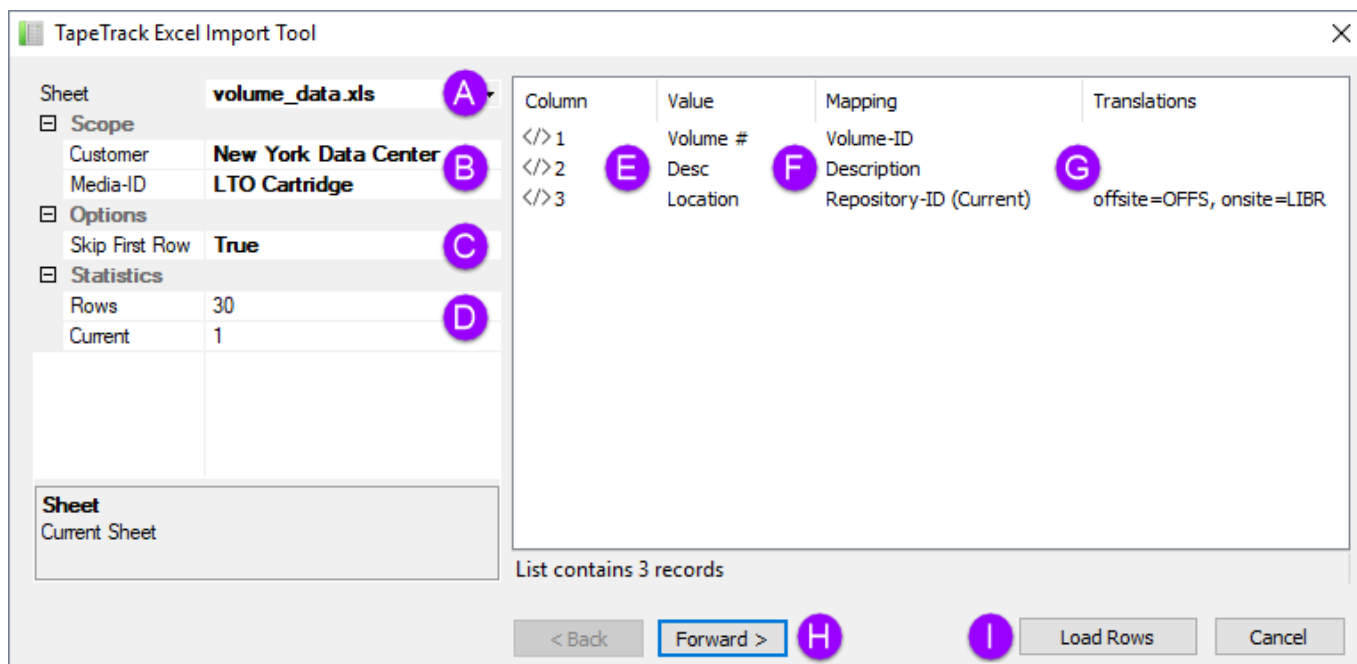 TapeTrack Excel Import Tool
Sheet volume_data.xls A
Scope
Customer New York Data Center
B
Media-ID LTO Cartridge
Options
Skip First Row True C
Statistics
Rows 30
D
Current 1
Sheet
Current Sheet
Column Value Mapping Translations
</> 1 Volume # Volume-ID
</> 2 E Desc F Description G
</> 3 Location Repository-ID (Current) offsite=OFFS, onsite=LIBR
List contains 3 records
< Back Forward > H I Load Rows Cancel